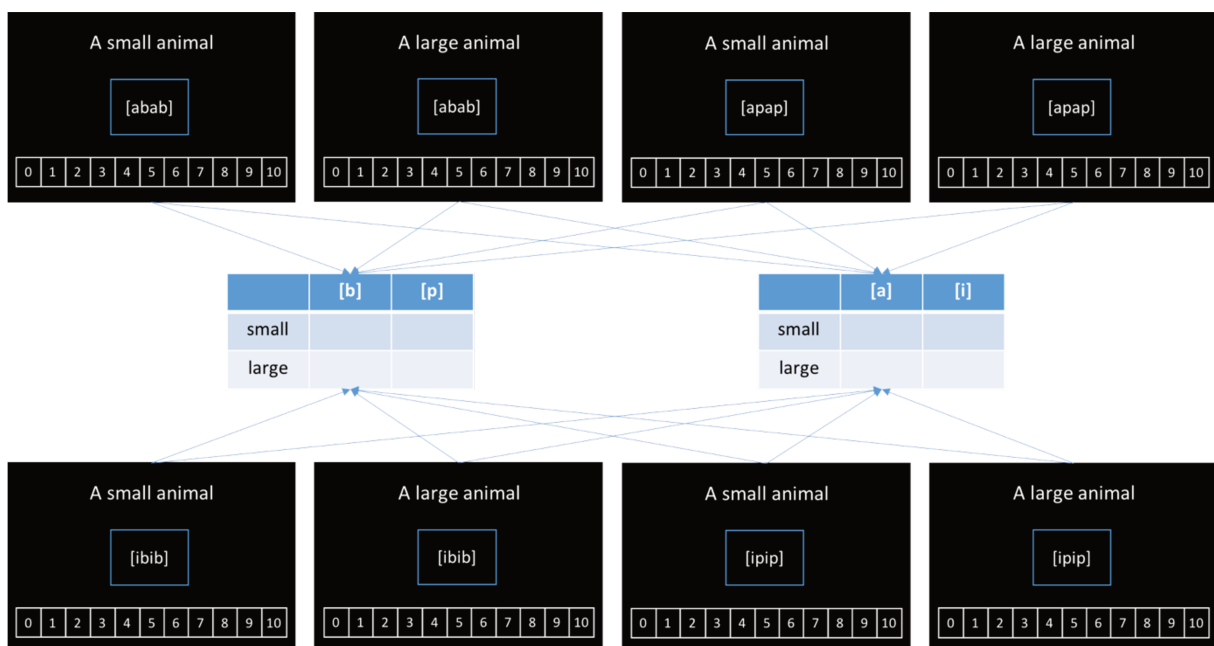 A small animal
[abab]
0 1 2 3 4 5 6 7 8 9 10
A large animal
[abab]
0 1 2 3 4 5 6 7 8 9 10
A small animal
[apap]
0 1 2 3 4 5 6 7 8 9 10
A large animal
[apap]
0 1 2 3 4 5 6 7 8 9 10
[b] [p]
small
large
[a] [i]
small
large
A small animal
[ibib]
0 1 2 3 4 5 6 7 8 9 10
A large animal
[ibib]
0 1 2 3 4 5 6 7 8 9 10
A small animal
[ipip]
0 1 2 3 4 5 6 7 8 9 10
A large animal
[ipip]
0 1 2 3 4 5 6 7 8 9 10